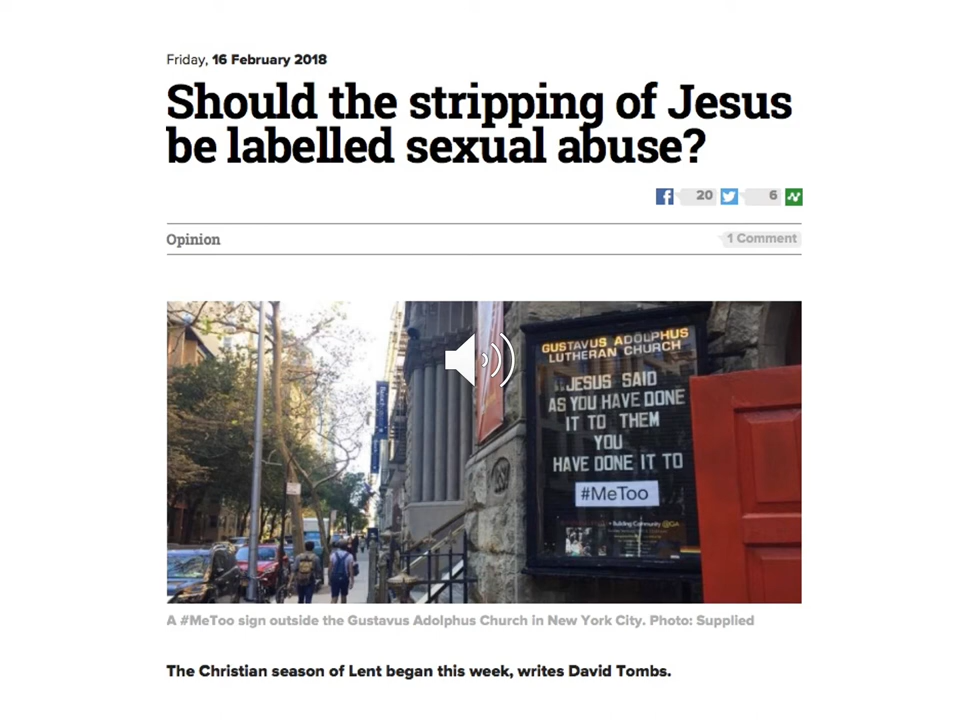 Friday, 16 February 2018
Should the stripping of Jesus
be labelled sexual abuse?
20
6
Opinion
1 Comment
GUSTAVUS ADOLPHUS
LUTHERAN CHURCH
JESUS SAID
AS YOU HAVE DONE
IT TO THEM
YOU
HAVE DONE IT TO
#MeToo
Building Community @GA
A #MeToo sign outside the Gustavus Adolphus Church in New York City. Photo: Supplied
The Christian season of Lent began this week, writes David Tombs.